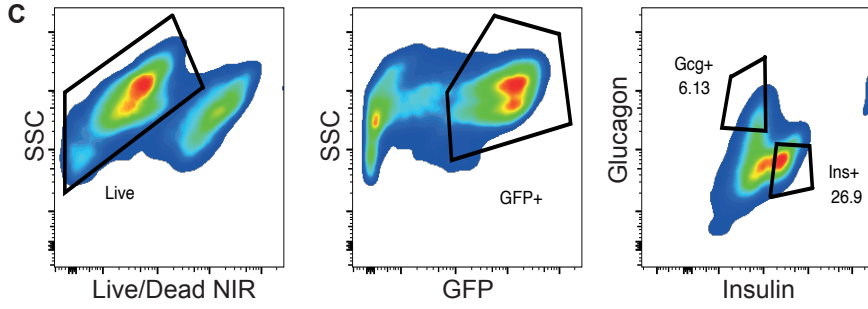 C
SSC
Live
Live/Dead NIR
SSC
GFP+
GFP
Glucagon
Gcg+
6.13
Ins+
26.9
Insulin